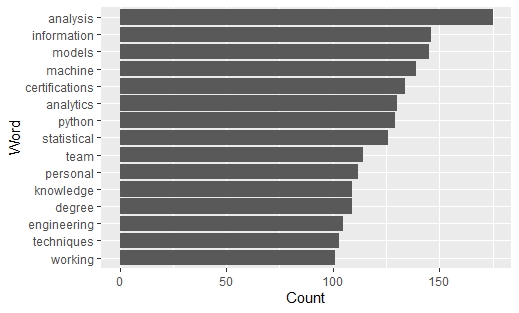 analysis
information
models
machine
certifications
analytics
python
statistical
team
personal
knowledge
degree
engineering
techniques
working
Word
0 50 100 150
Count